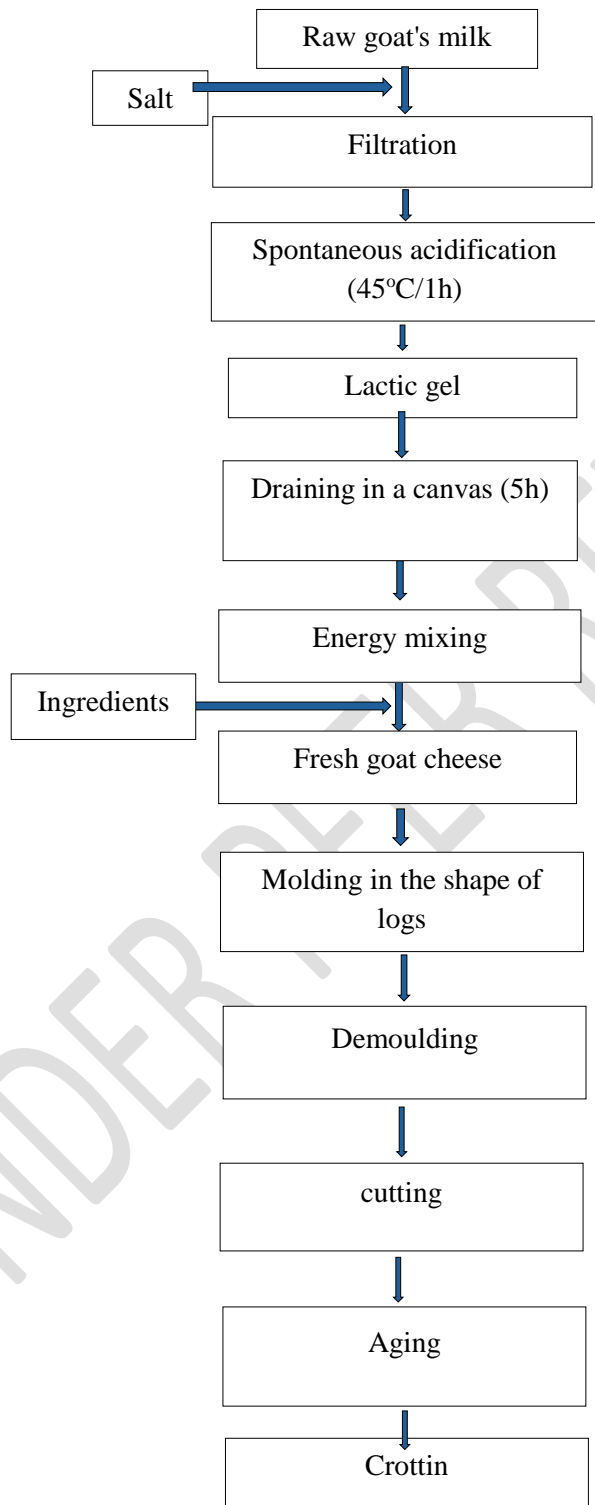 Raw goat's milk
Salt
Filtration
Spontaneous acidification
(45°C/1h)
Lactic gel
Draining in a canvas (5h)
Energy mixing
Ingredients
Fresh goat cheese
Molding in the shape of
logs
Demoulding
cutting
Aging
Crottin